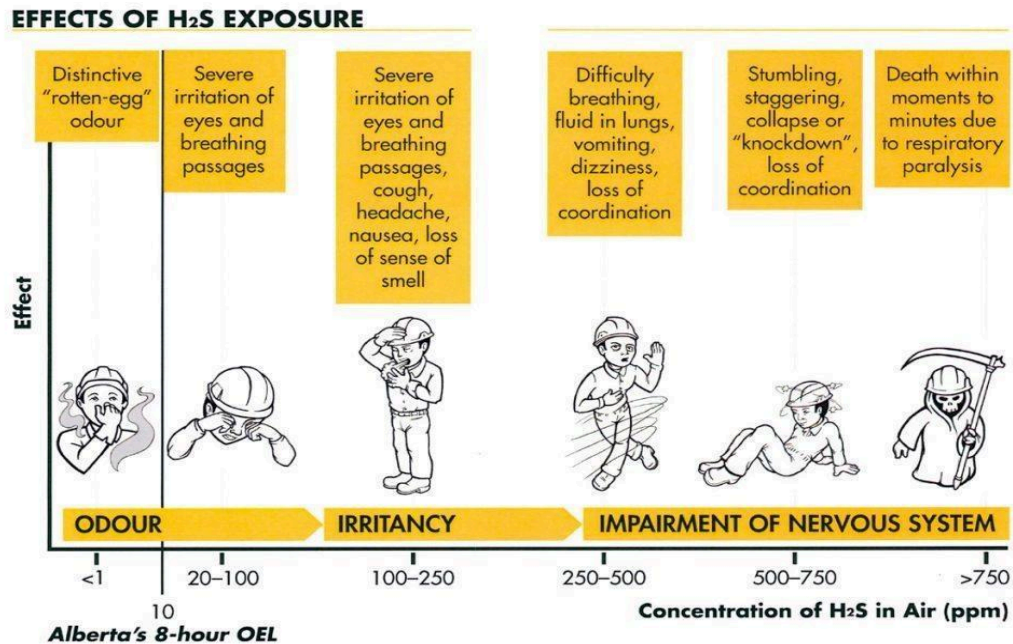 EFFECTS OF H₂S EXPOSURE
Distinctive
"rotten-egg"
odour
Severe
irritation of
eyes and
breathing
passages
Severe
irritation of
eyes and
breathing
passages,
cough,
headache,
nausea, loss
of sense of
smell
Difficulty
breathing,
fluid in lungs,
vomiting,
dizziness,
loss of
coordination
Stumbling,
staggering,
collapse or
"knockdown",
loss of
coordination
Death within
moments to
minutes due
to respiratory
paralysis
Effect
ODOUR
IRRITANCY
IMPAIRMENT OF NERVOUS SYSTEM
<1
20–100
100–250
250–500
500–750
>750
10
Alberta's 8-hour OEL
Concentration of H₂S in Air (ppm)